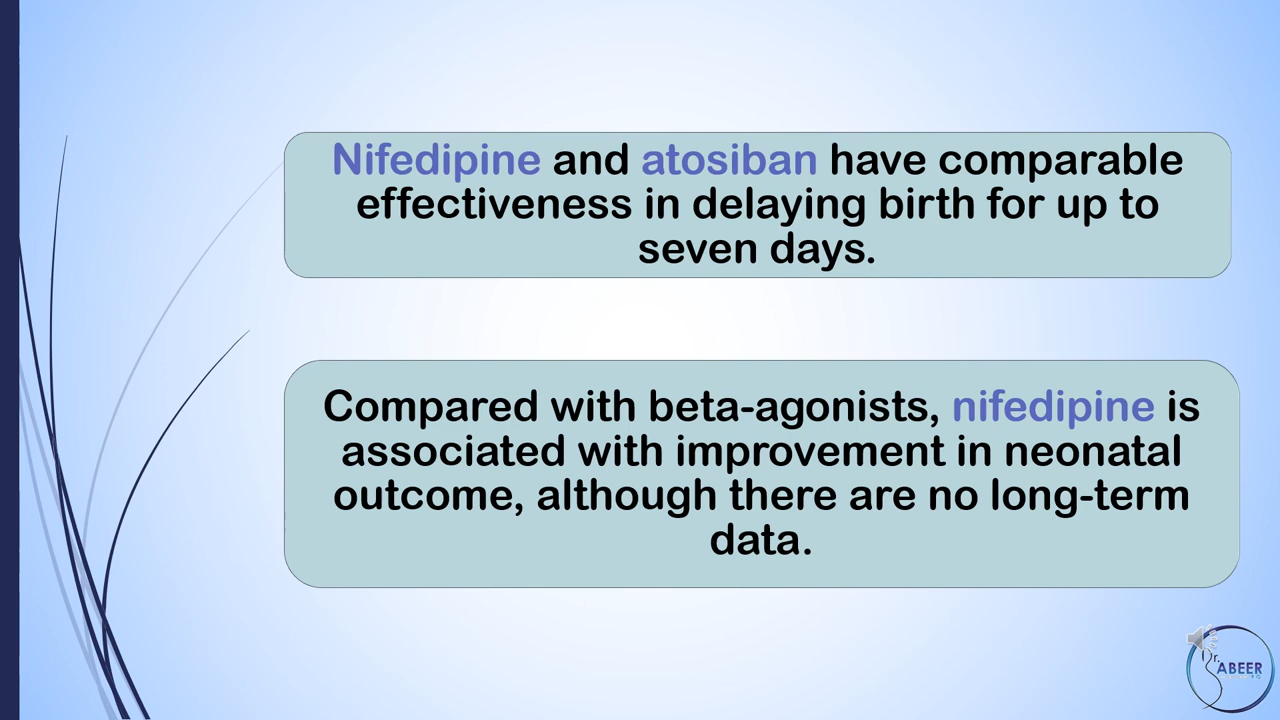 Nifedipine and atosiban have comparable
effectiveness in delaying birth for up to
seven days.
Compared with beta-agonists, nifedipine is
associated with improvement in neonatal
outcome, although there are no long-term
data.
Dr.
ABEER